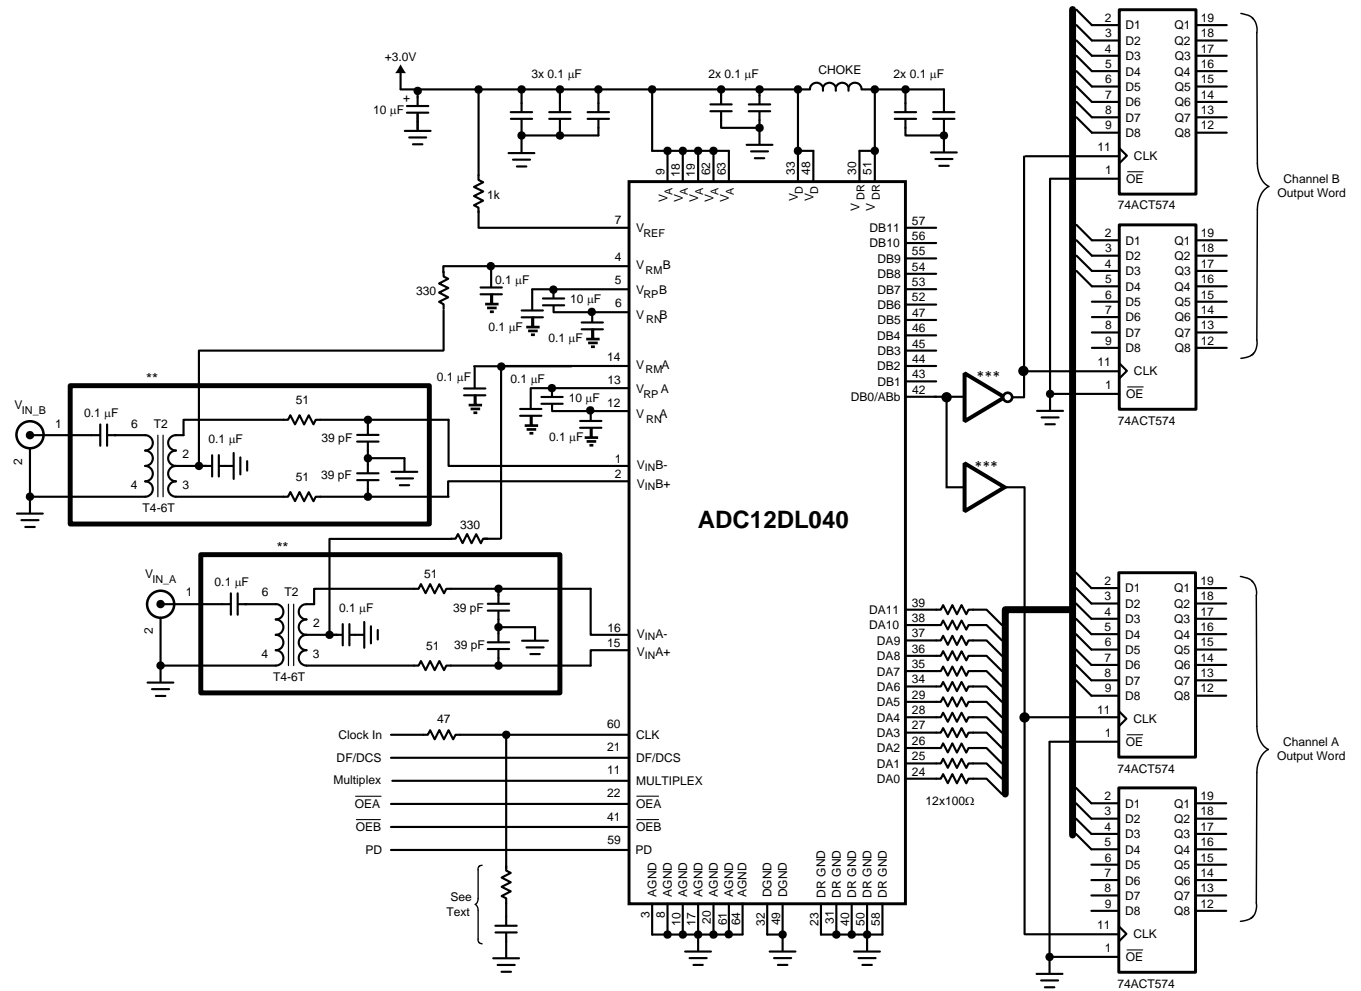 +3.0V
10 µF
+
3x 0.1 µF
2x 0.1 µF
CHOKE
2x 0.1 µF
1k
9 18 19 62 63
VA VA VA VA VA
33 48
VD VD
30 51
VDR VDR
7 VREF
4 VRMB
5 VRPB
6 VRNB
330
0.1 µF
10 µF
0.1 µF
0.1 µF
14 VRMA
13 VRP A
12 VRNA
0.1 µF
0.1 µF
10 µF
0.1 µF
**
VIN_B
1
2
0.1 µF
6
4
T2
2
3
T4-6T
0.1 µF
51
51
39 pF
39 pF
1 VINB-
2 VINB+
330
**
VIN_A
1
2
0.1 µF
6
4
T2
2
3
T4-6T
0.1 µF
51
51
39 pF
39 pF
16 VINA-
15 VINA+
ADC12DL040
Clock In 47 60 CLK
DF/DCS 21 DF/DCS
Multiplex 11 MULTIPLEX
OEA 22 OEA
OEB 41 OEB
PD 59 PD
See
Text
AGND AGND AGND AGND AGND AGND
3 8 10 17 20 61 64
DGND DGND
32 49
DR GND DR GND DR GND DR GND DR GND
23 31 40 50 58
DB11 57
DB10 56
DB9 55
DB8 54
DB7 53
DB6 52
DB5 47
DB4 46
DB3 45
DB2 44
DB1 43
DB0/ABb 42
***
***
DA11 39
DA10 38
DA9 37
DA8 36
DA7 35
DA6 34
DA5 29
DA4 28
DA3 27
DA2 26
DA1 25
DA0 24
12x100Ω
2 D1 Q1 19
3 D2 Q2 18
4 D3 Q3 17
5 D4 Q4 16
6 D5 Q5 15
7 D6 Q6 14
8 D7 Q7 13
9 D8 Q8 12
11 CLK
1 OE
74ACT574
2 D1 Q1 19
3 D2 Q2 18
4 D3 Q3 17
5 D4 Q4 16
6 D5 Q5 15
7 D6 Q6 14
8 D7 Q7 13
9 D8 Q8 12
11 CLK
1 OE
74ACT574
Channel B
Output Word
2 D1 Q1 19
3 D2 Q2 18
4 D3 Q3 17
5 D4 Q4 16
6 D5 Q5 15
7 D6 Q6 14
8 D7 Q7 13
9 D8 Q8 12
11 CLK
1 OE
74ACT574
2 D1 Q1 19
3 D2 Q2 18
4 D3 Q3 17
5 D4 Q4 16
6 D5 Q5 15
7 D6 Q6 14
8 D7 Q7 13
9 D8 Q8 12
11 CLK
1 OE
74ACT574
Channel A
Output Word